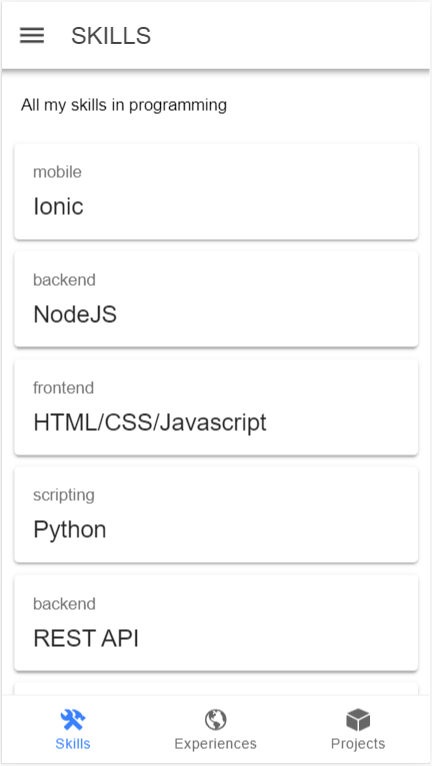 SKILLS
All my skills in programming
mobile
Ionic
backend
NodeJS
frontend
HTML/CSS/Javascript
scripting
Python
backend
REST API
Skills
Experiences
Projects